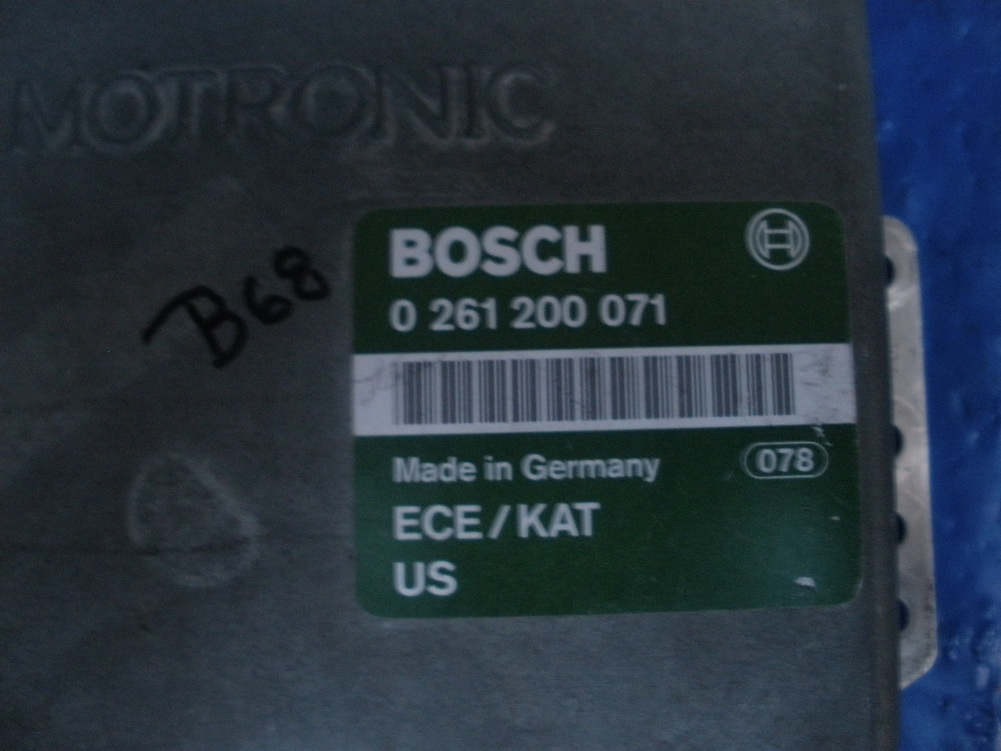 MOTRONIC
B68
BOSCH
0 261 200 071
Made in Germany 078
ECE/KAT
US